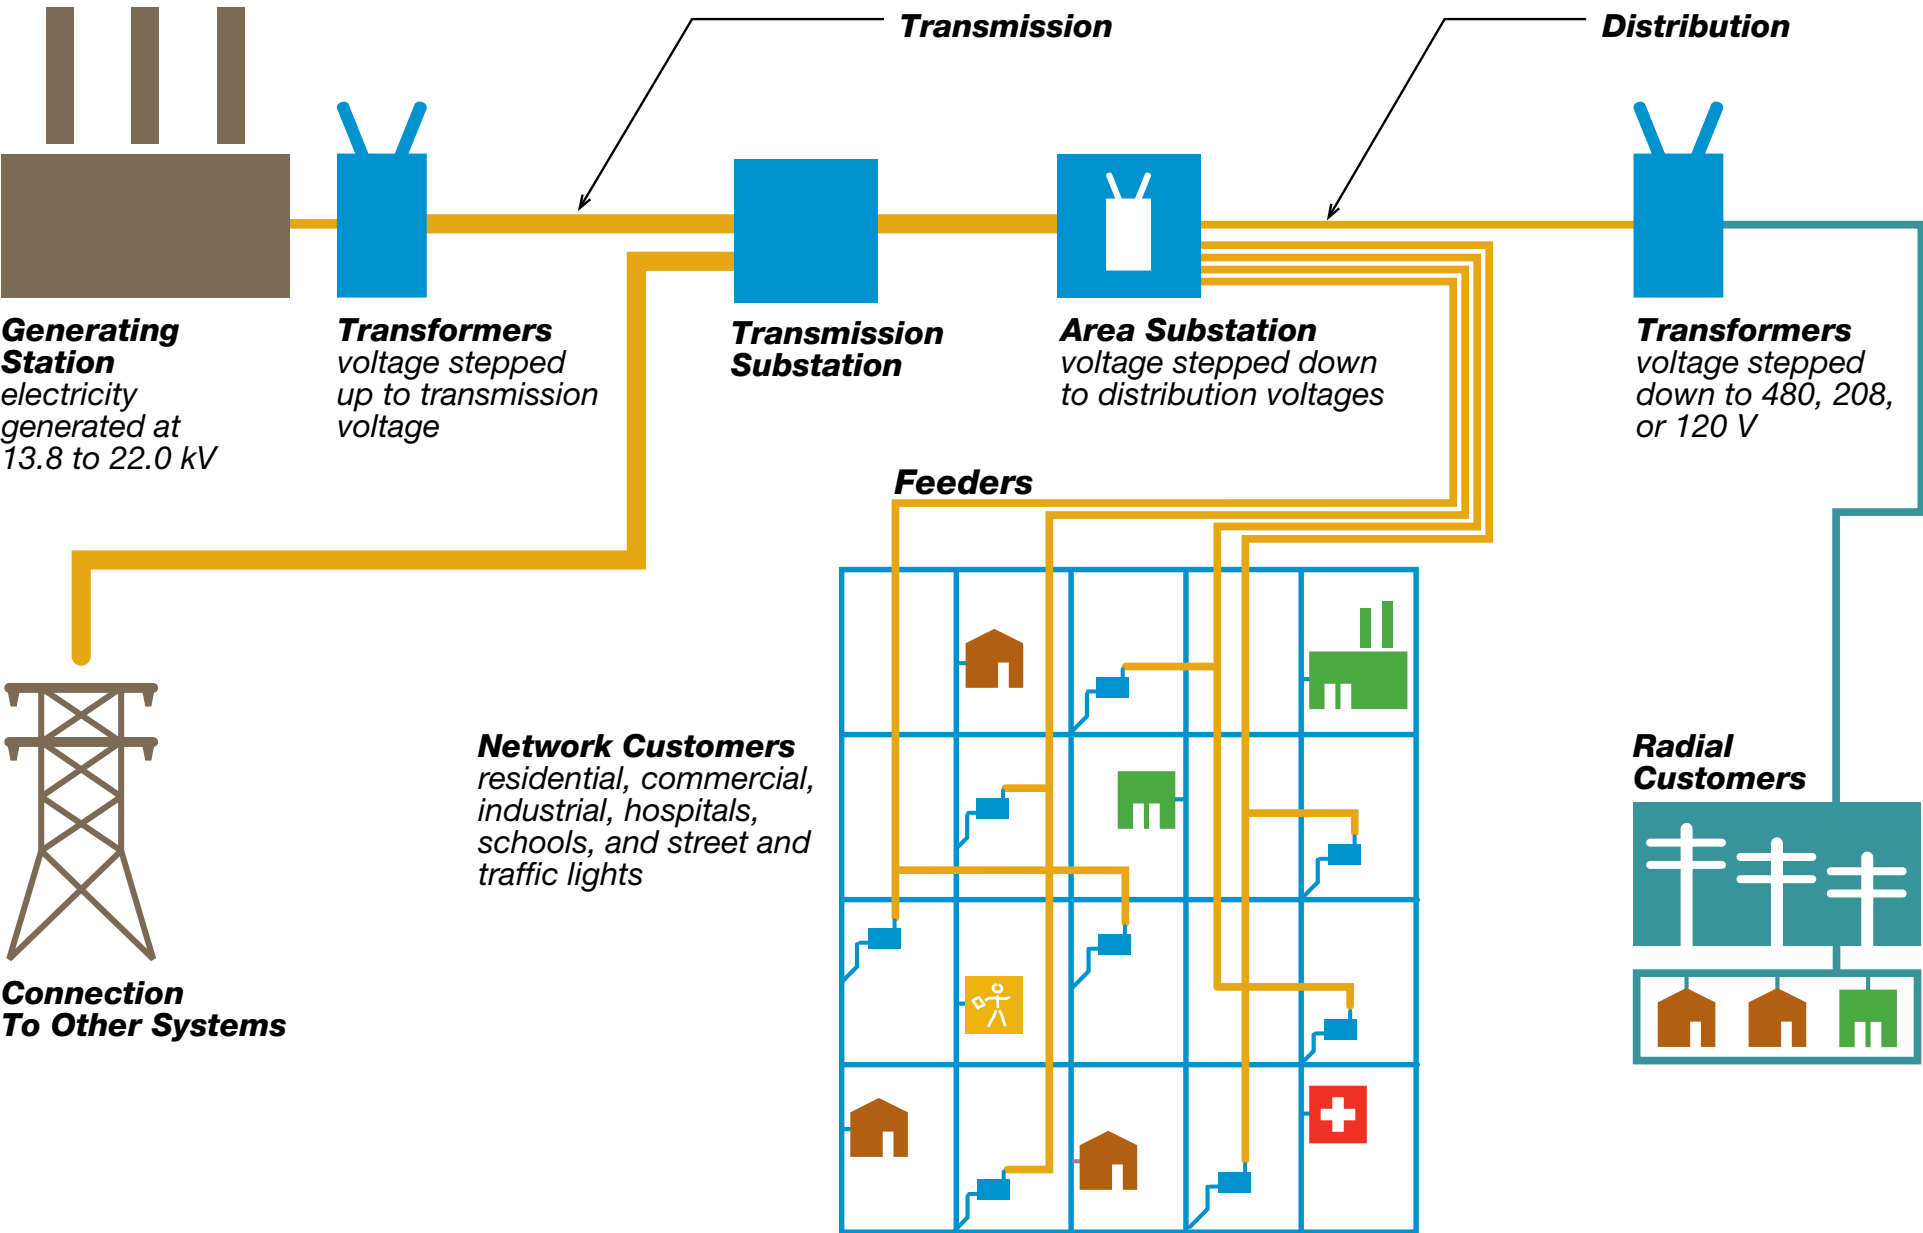 Transmission
Distribution
Generating
Station
electricity
generated at
13.8 to 22.0 kV
Transformers
voltage stepped
up to transmission
voltage
Transmission
Substation
Area Substation
voltage stepped down
to distribution voltages
Transformers
voltage stepped
down to 480, 208,
or 120 V
Feeders
Network Customers
residential, commercial,
industrial, hospitals,
schools, and street and
traffic lights
Radial
Customers
Connection
To Other Systems